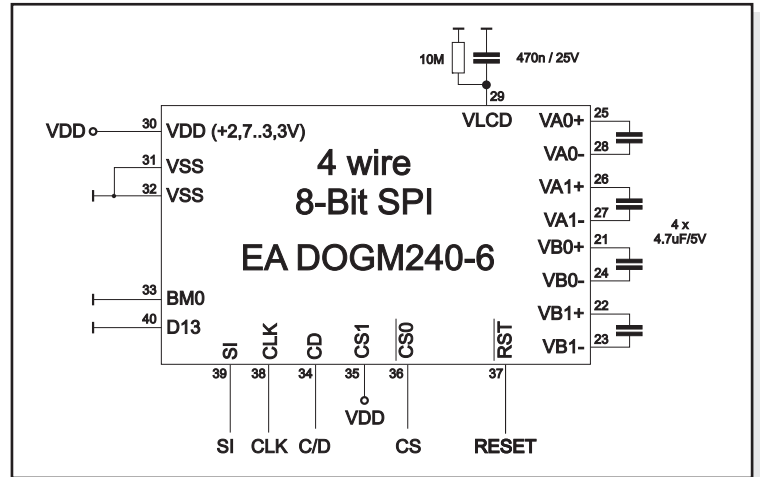 10M
470n / 25V
29
VLCD
VDD
30
VDD (+2,7..3,3V)
31
VSS
32
VSS
33
BM0
40
D13
4 wire
8-Bit SPI
EA DOGM240-6
VA0+
25
VA0-
28
VA1+
26
VA1-
27
VB0+
21
VB0-
24
VB1+
22
VB1-
23
4 x
4.7uF/5V
SI
CLK
CD
CS1
CS0
RST
39
38
34
35
36
37
VDD
SI
CLK
C/D
CS
RESET